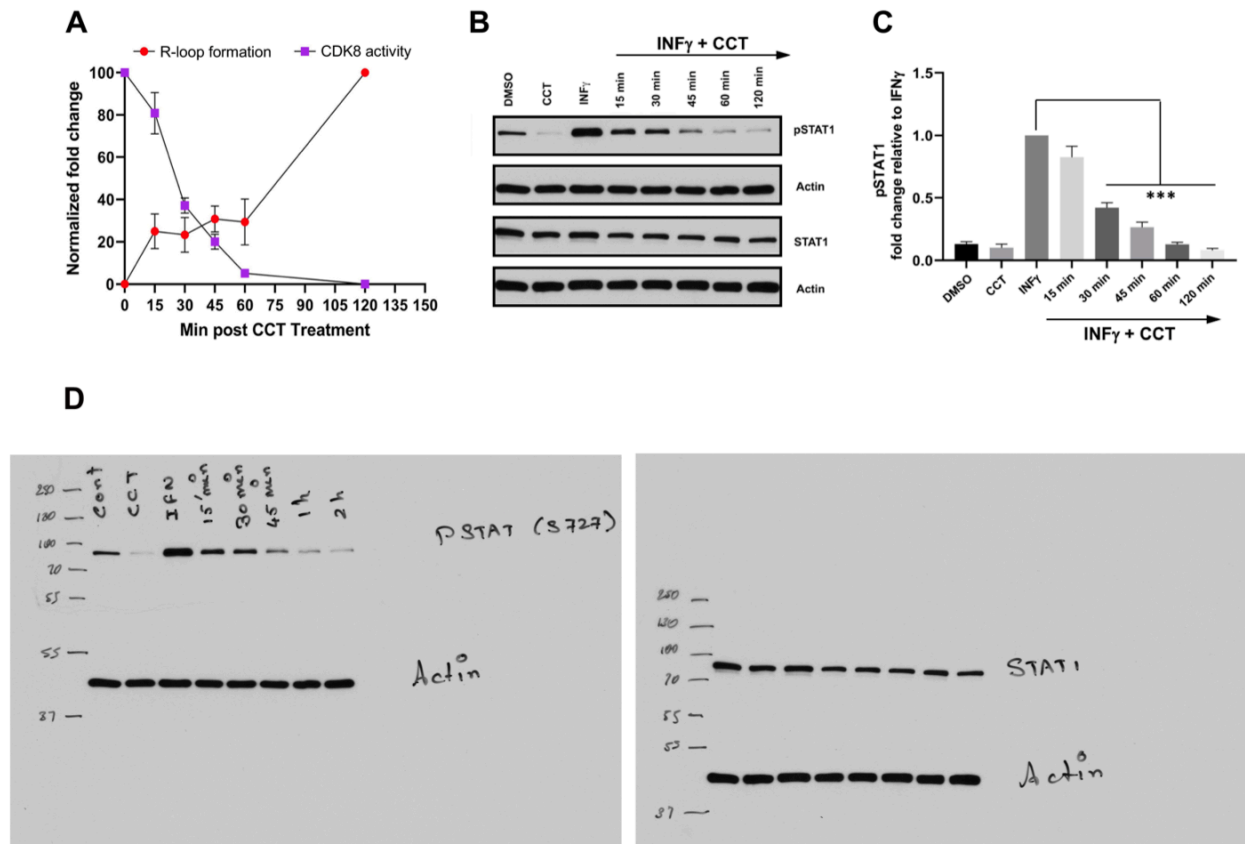 A
R-loop formation
CDK8 activity
Normalized fold change
100
80
60
40
20
0
0 15 30 45 60 75 90 105 120 135 150
Min post CCT Treatment
B
INFγ + CCT
DMSO
CCT
INFγ
15 min
30 min
45 min
60 min
120 min
pSTAT1
Actin
STAT1
Actin
C
pSTAT1
fold change relative to IFNγ
1.5
1.0
0.5
0.0
***
DMSO
CCT
INFγ
15 min
30 min
45 min
60 min
120 min
INFγ + CCT
D
Cont
CCT
15 min
30 min
45 min
1 h
2 h
250
130
100
70
55
55
37
pSTAT (S727)
Actin
250
130
100
70
55
55
37
STAT1
Actin